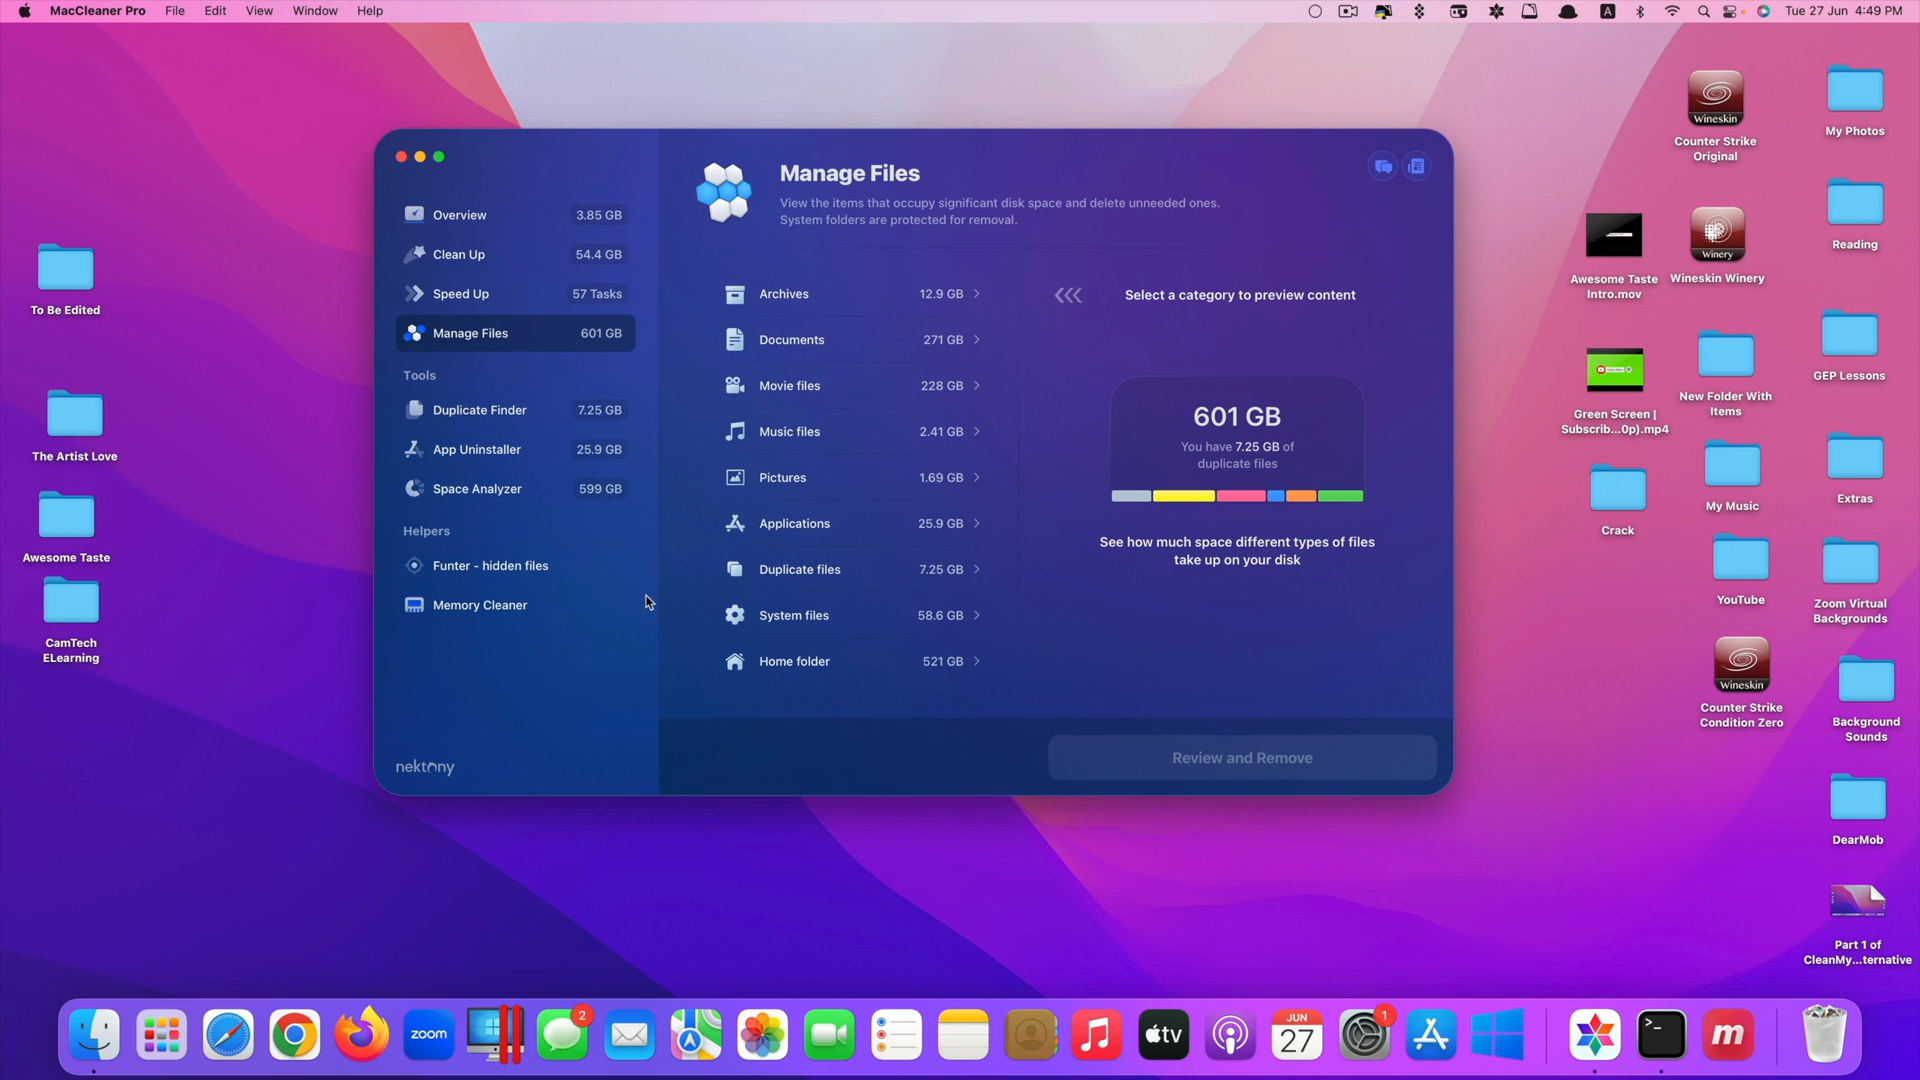 MacCleaner Pro File Edit View Window Help
A
Tue 27 Jun 4:49 PM
Overview 3.85 GB
Clean Up 54.4 GB
Speed Up 57 Tasks
Manage Files 601 GB
Tools
Duplicate Finder 7.25 GB
App Uninstaller 25.9 GB
Space Analyzer 599 GB
Helpers
Funter - hidden files
Memory Cleaner
nektony
Manage Files
View the items that occupy significant disk space and delete unneeded ones.
System folders are protected for removal.
Archives 12.9 GB
Documents 271 GB
Movie files 228 GB
Music files 2.41 GB
Pictures 1.69 GB
Applications 25.9 GB
Duplicate files 7.25 GB
System files 58.6 GB
Home folder 521 GB
Select a category to preview content
601 GB
You have 7.25 GB of
duplicate files
See how much space different types of files
take up on your disk
Review and Remove
To Be Edited
The Artist Love
Awesome Taste
CamTech
ELearning
Wineskin
Counter Strike
Original
My Photos
Awesome Taste
Intro.mov
Winery
Wineskin Winery
Reading
Green Screen |
Subscrib...0p).mp4
New Folder With
Items
GEP Lessons
Crack
My Music
Extras
YouTube
Zoom Virtual
Backgrounds
Wineskin
Counter Strike
Condition Zero
Background
Sounds
DearMob
Part 1 of
CleanMy...ternative
zoom
2
tv
JUN
27
1
>_
m